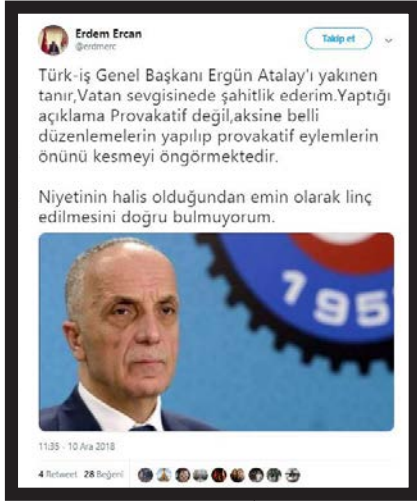 Erdem Ercan
@erdmerc
Takip et
Türk-iş Genel Başkanı Ergün Atalay'ı yakınen
tanır,Vatan sevgisinede şahitlik ederim.Yaptığı
açıklama Provakatif değil,aksine belli
düzenlemelerin yapılıp provakatif eylemlerin
önünü kesmeyi öngörmektedir.
Niyetinin halis olduğundan emin olarak linç
edilmesini doğru bulmuyorum.
195
11:35 - 10 Ara 2018
4 Retweet 28 Beğeni